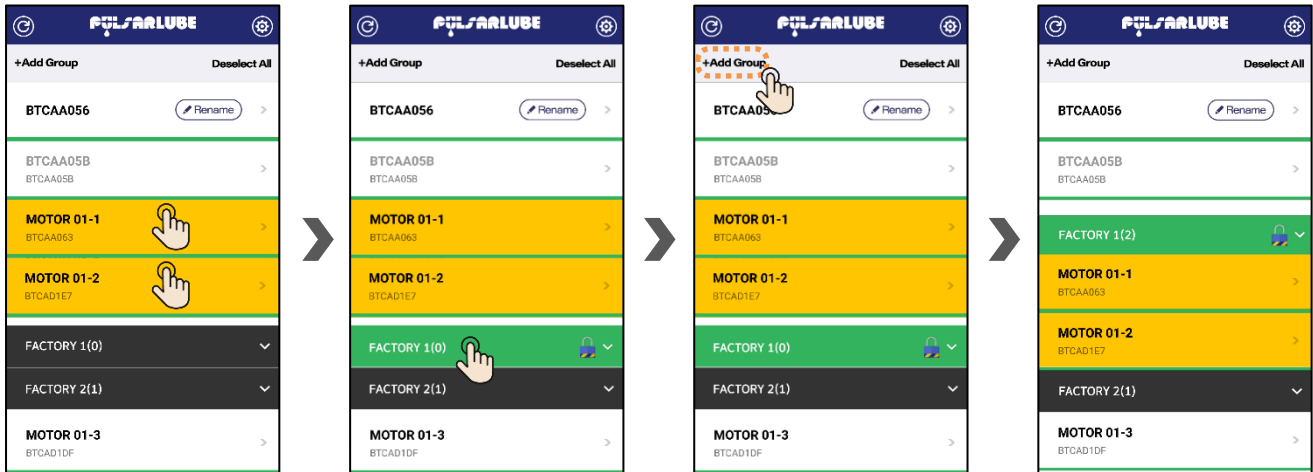 PULSARLUBE
+Add Group Deselect All
BTCAA056 Rename
BTCAA05B
BTCAA05B
MOTOR 01-1
BTCAA063
MOTOR 01-2
BTCAD1E7
FACTORY 1(0)
FACTORY 2(1)
MOTOR 01-3
BTCAD1DF
PULSARLUBE
+Add Group Deselect All
BTCAA056 Rename
BTCAA05B
BTCAA05B
MOTOR 01-1
BTCAA063
MOTOR 01-2
BTCAD1E7
FACTORY 1(0)
FACTORY 2(1)
MOTOR 01-3
BTCAD1DF
PULSARLUBE
+Add Group Deselect All
BTCAA056 Rename
BTCAA05B
BTCAA05B
MOTOR 01-1
BTCAA063
MOTOR 01-2
BTCAD1E7
FACTORY 1(0)
FACTORY 2(1)
MOTOR 01-3
BTCAD1DF
PULSARLUBE
+Add Group Deselect All
BTCAA056 Rename
BTCAA05B
BTCAA05B
FACTORY 1(2)
MOTOR 01-1
BTCAA063
MOTOR 01-2
BTCAD1E7
FACTORY 2(1)
MOTOR 01-3
BTCAD1DF